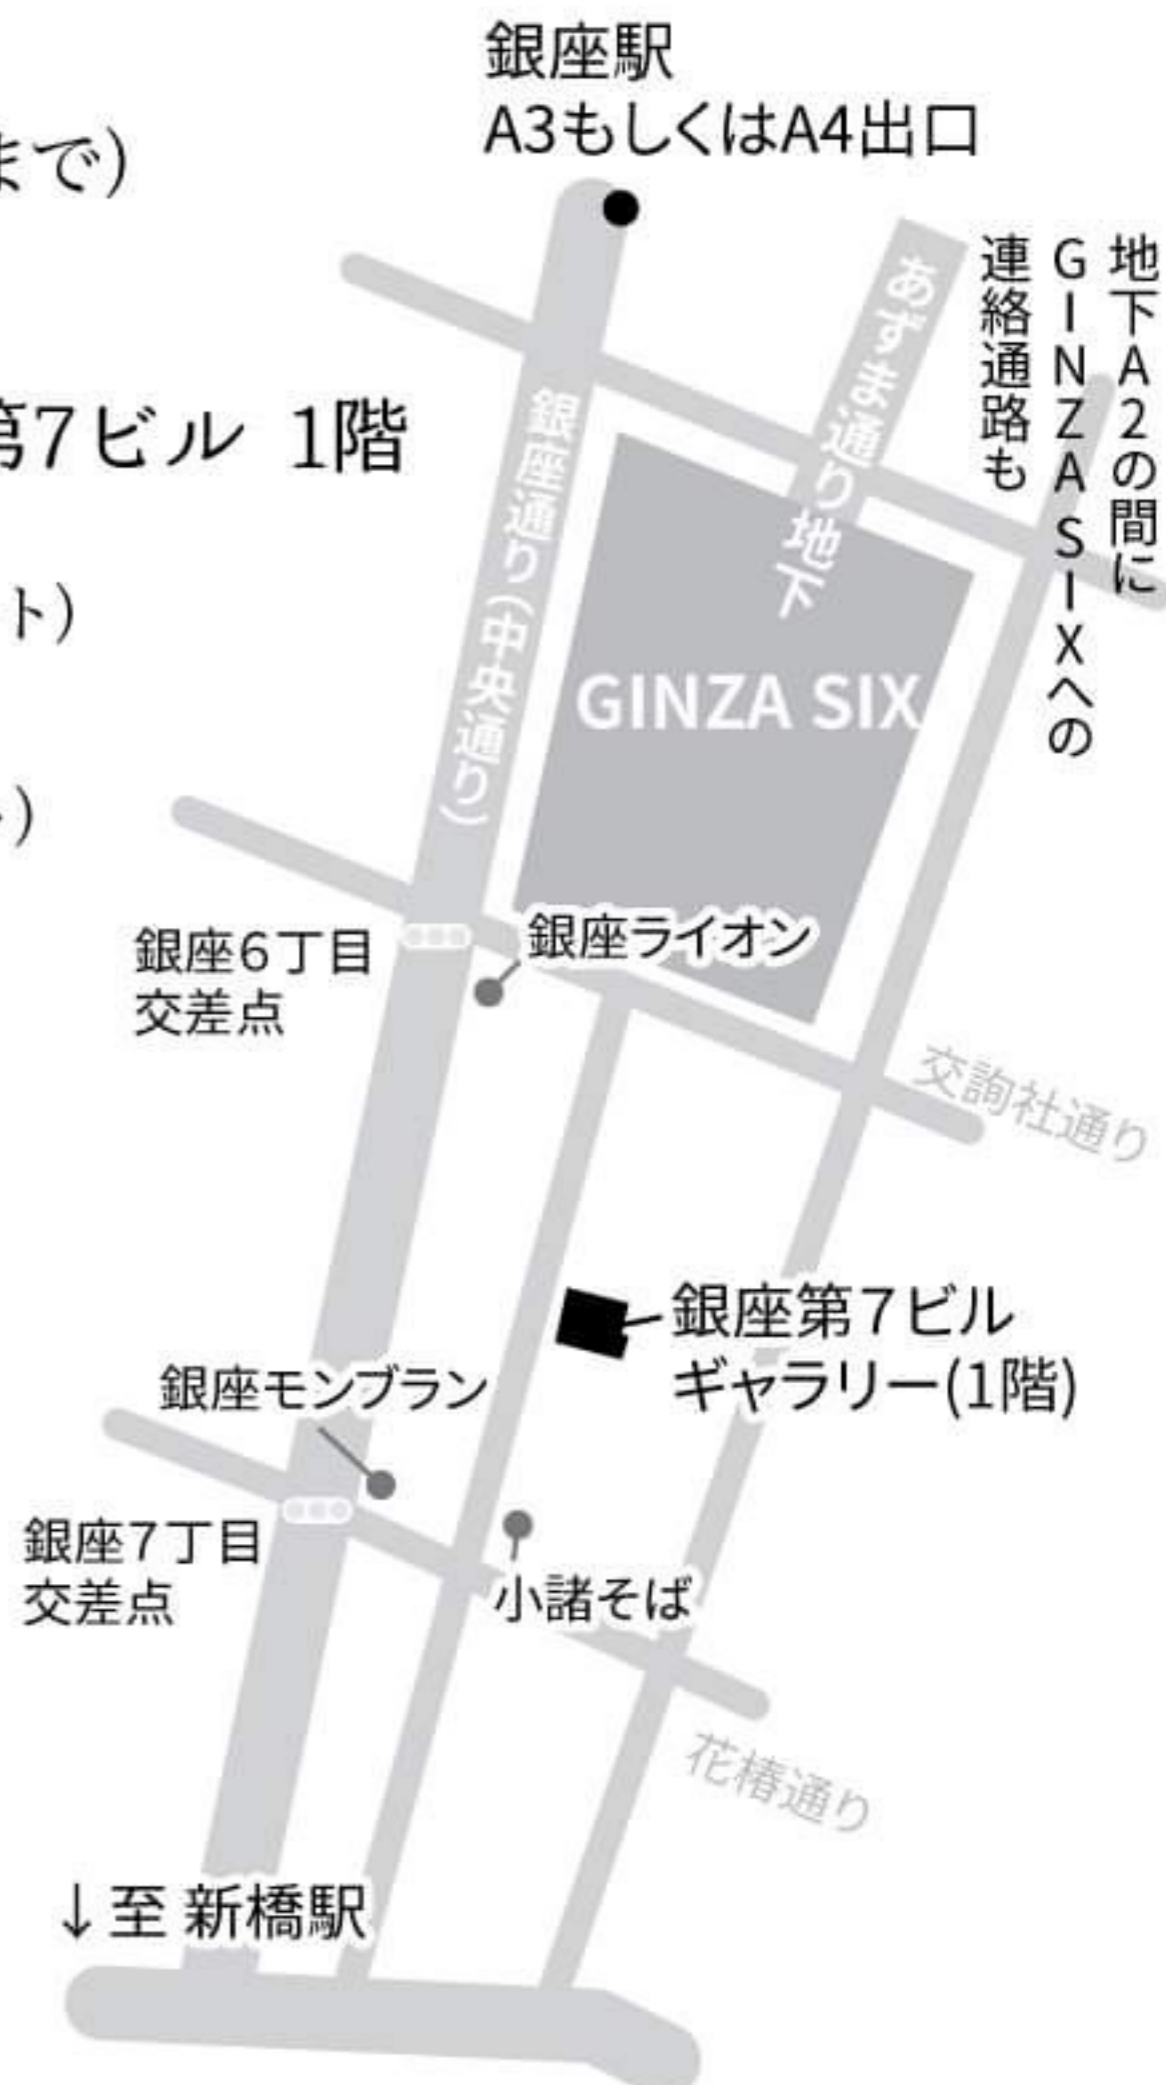 銀座駅
A3もしくはA4出口
まで）
地下A2の間に
GINZA SIXへの
連絡通路も
あずま通り地下
第7ビル 1階
銀座通り（中央通り）
ト）
GINZA SIX
）
銀座ライオン
銀座6丁目
交差点
交詢社通り
銀座第7ビル
ギャラリー(1階)
銀座モンブラン
銀座7丁目
交差点
小諸そば
花椿通り
↓至 新橋駅